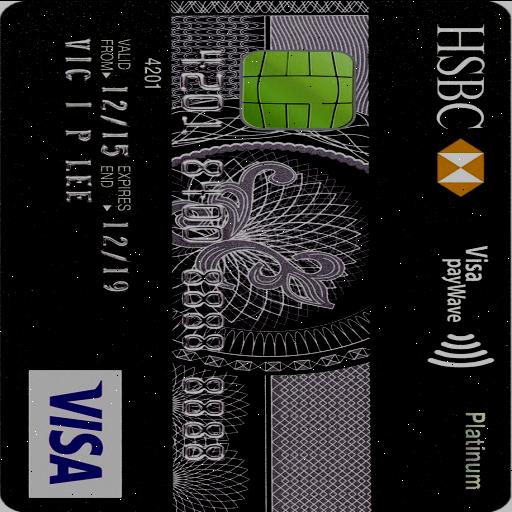 HSBC
Visa
payWave
Platinum
4201 8400 8888 8888
4201
VALID
FROM 12/15 EXPIRES
END 12/19
VIC I P LEE
VISA